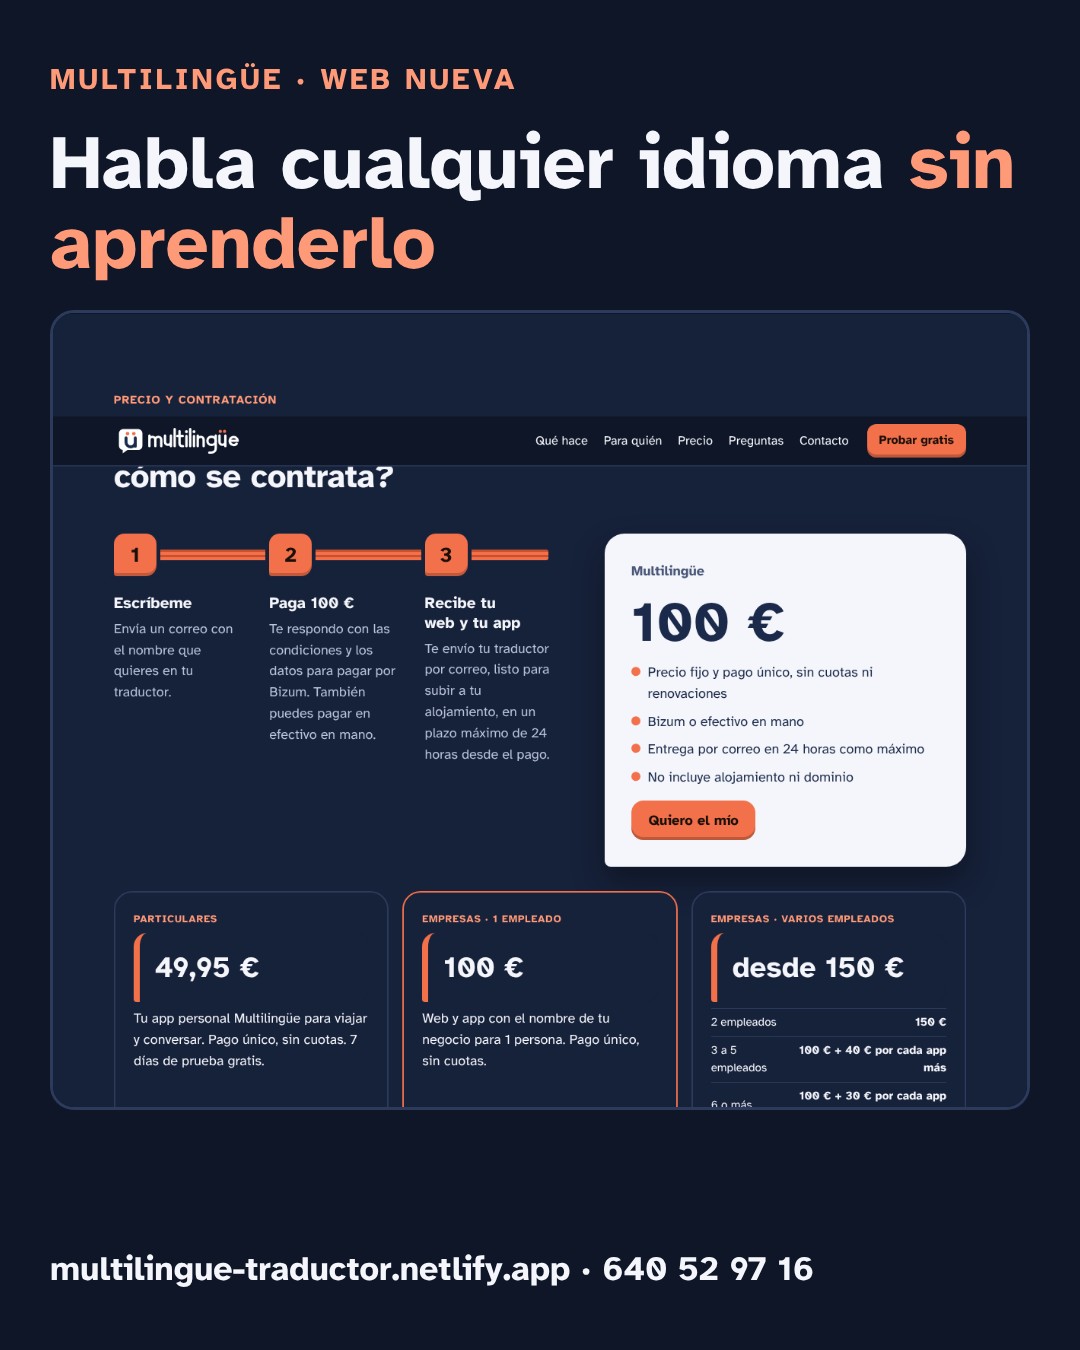 MULTILINGÜE · WEB NUEVA
Habla cualquier idioma sin
aprenderlo
PRECIO Y CONTRATACIÓN
ü multilingüe
Qué hace
Para quién
Precio
Preguntas
Contacto
Probar gratis
cómo se contrata?
1
2
3
Escríbeme
Envía un correo con
el nombre que
quieres en tu
traductor.
Paga 100 €
Te respondo con las
condiciones y los
datos para pagar por
Bizum. También
puedes pagar en
efectivo en mano.
Recibe tu
web y tu app
Te envío tu traductor
por correo, listo para
subir a tu
alojamiento, en un
plazo máximo de 24
horas desde el pago.
Multilingüe
100 €
Precio fijo y pago único, sin cuotas ni
renovaciones
Bizum o efectivo en mano
Entrega por correo en 24 horas como máximo
No incluye alojamiento ni dominio
Quiero el mío
PARTICULARES
49,95 €
Tu app personal Multilingüe para viajar
y conversar. Pago único, sin cuotas. 7
días de prueba gratis.
EMPRESAS · 1 EMPLEADO
100 €
Web y app con el nombre de tu
negocio para 1 persona. Pago único,
sin cuotas.
EMPRESAS · VARIOS EMPLEADOS
desde 150 €
2 empleados 150 €
3 a 5 100 € + 40 € por cada app
empleados más
100 € + 30 € por cada app
6 o más
multilingue-traductor.netlify.app · 640 52 97 16